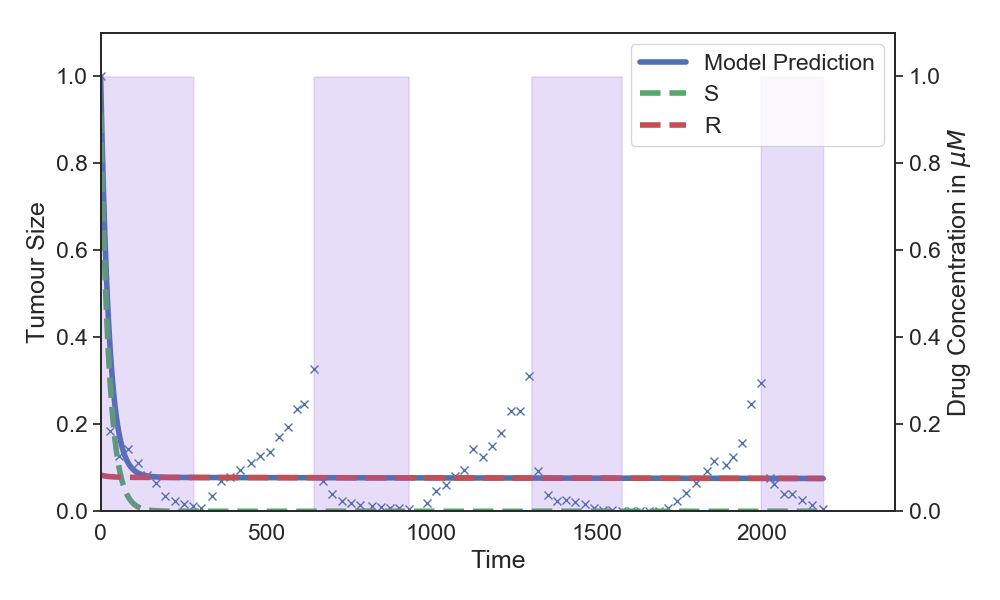 Model Prediction
S
R
1.0
0.8
0.6
0.4
0.2
0.0
Tumour Size
1.0
0.8
0.6
0.4
0.2
0.0
Drug Concentration in μM
0
500
1000
1500
2000
Time